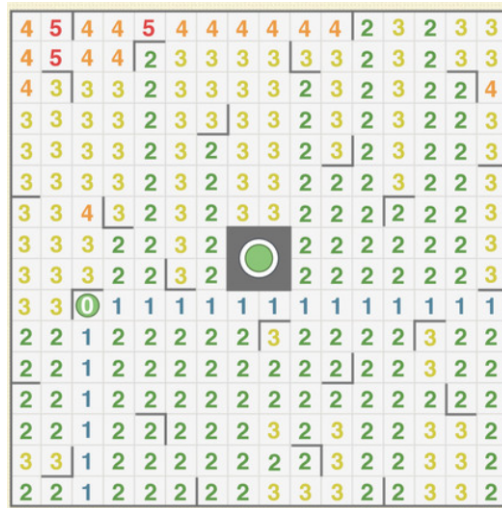 4 5 4 4 5 4 4 4 4 4 4 2 3 2 3 3
4 5 4 4 2 3 3 3 3 3 3 2 3 2 3 3
4 3 3 3 2 3 3 3 3 2 3 2 3 2 2 4
3 3 3 3 2 3 3 3 3 2 3 2 3 2 2 3
3 3 3 3 2 3 2 3 3 2 3 2 3 2 2 3
3 3 3 3 2 3 2 3 3 2 2 2 3 2 2 3
3 3 4 3 2 3 2 3 3 2 2 2 2 2 2 3
3 3 3 2 2 3 2 2 2 2 2 2 2 3
3 3 3 2 2 3 2 2 2 2 2 2 2 3
3 3 0 1 1 1 1 1 1 1 1 1 1 1 1 1
2 2 1 2 2 2 2 2 3 2 2 2 2 3 2 2
2 2 1 2 2 2 2 2 2 2 2 2 2 3 2 2
2 2 1 2 2 2 2 2 2 2 2 2 2 2 2 2
2 2 1 2 2 2 2 2 3 2 3 2 2 3 3 2
3 3 1 2 2 2 2 2 2 2 3 2 2 3 3 2
2 2 1 2 2 2 2 2 3 3 3 2 2 3 3 2